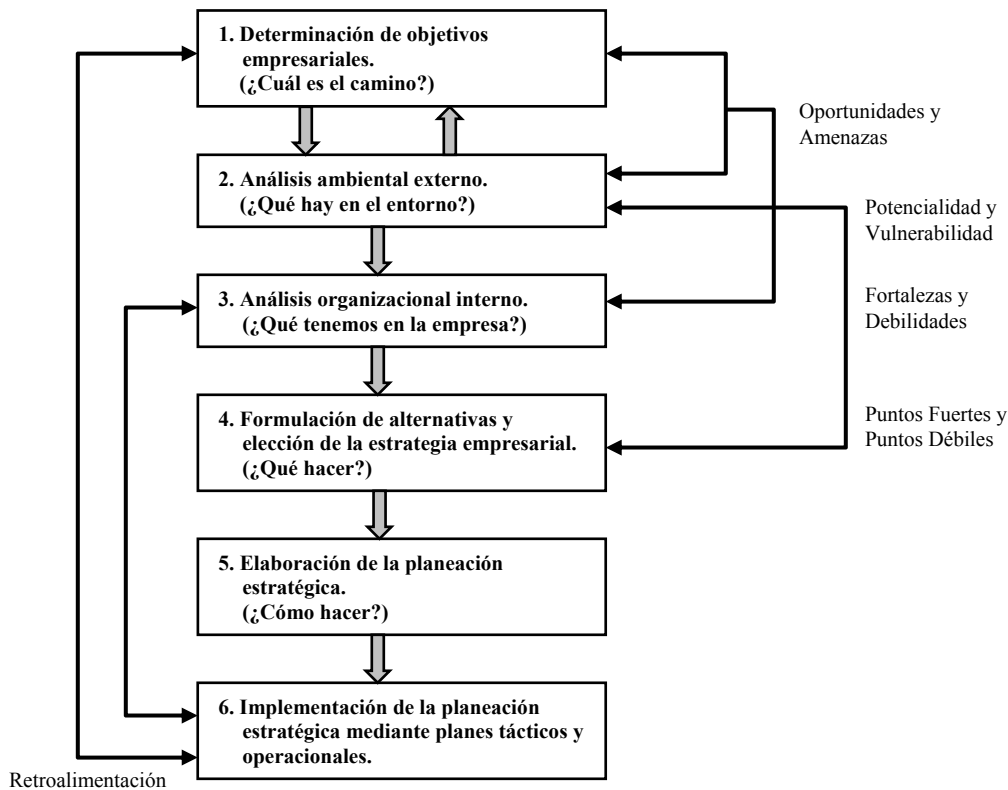 1. Determinación de objetivos
empresariales.
(¿Cuál es el camino?)
Oportunidades y
Amenazas
2. Análisis ambiental externo.
(¿Qué hay en el entorno?)
Potencialidad y
Vulnerabilidad
3. Análisis organizacional interno.
(¿Qué tenemos en la empresa?)
Fortalezas y
Debilidades
4. Formulación de alternativas y
elección de la estrategia empresarial.
(¿Qué hacer?)
Puntos Fuertes y
Puntos Débiles
5. Elaboración de la planeación
estratégica.
(¿Cómo hacer?)
6. Implementación de la planeación
estratégica mediante planes tácticos y
operacionales.
Retroalimentación